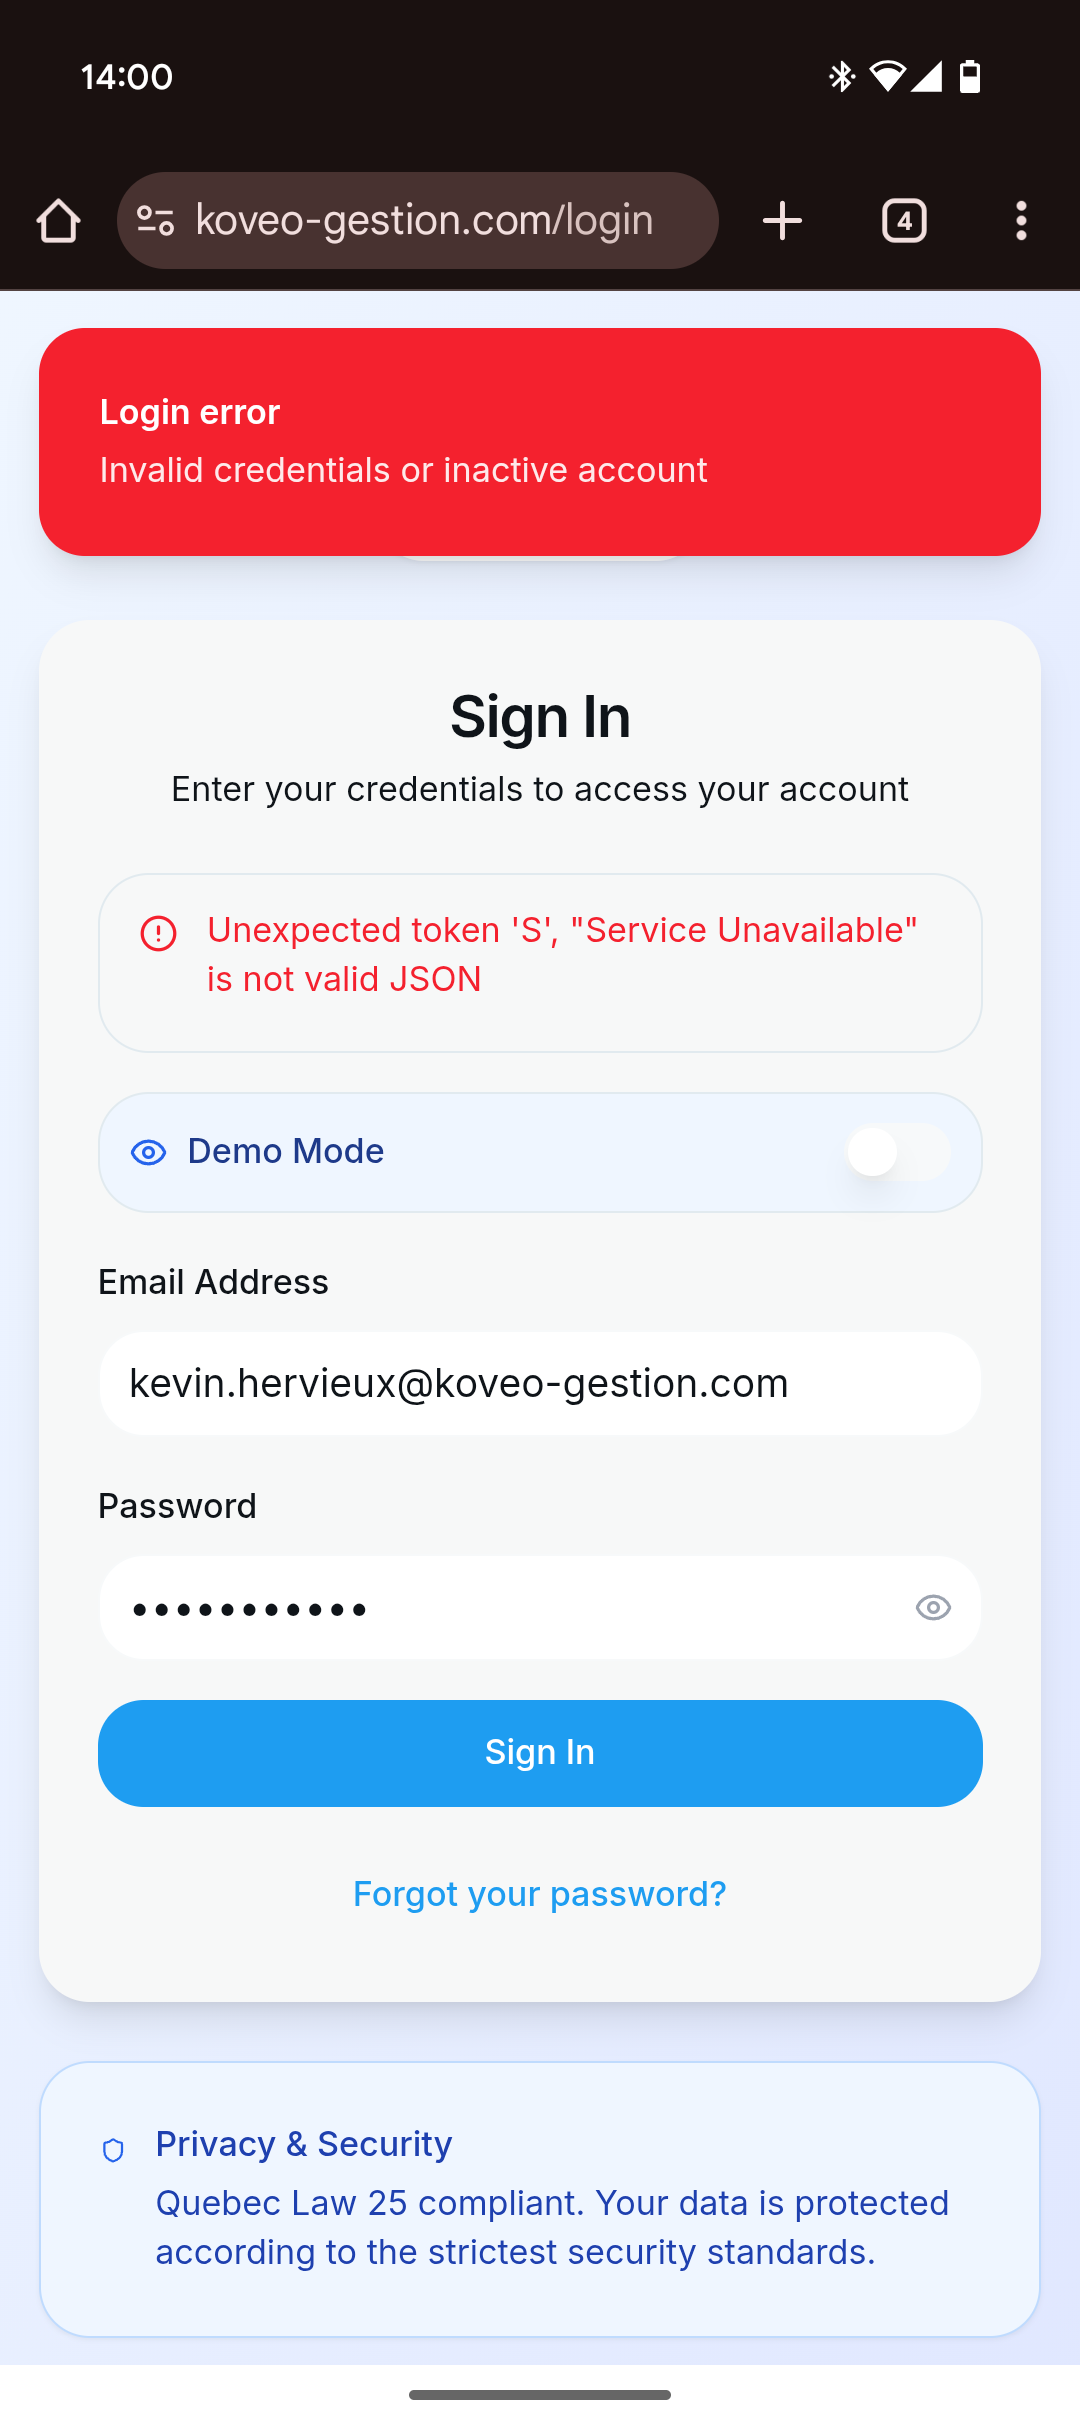 14:00
koveo-gestion.com/login
4
Login error
Invalid credentials or inactive account
Sign In
Enter your credentials to access your account
Unexpected token 'S', "Service Unavailable"
is not valid JSON
Demo Mode
Email Address
kevin.hervieux@koveo-gestion.com
Password
•••••••••••
Sign In
Forgot your password?
Privacy & Security
Quebec Law 25 compliant. Your data is protected
according to the strictest security standards.